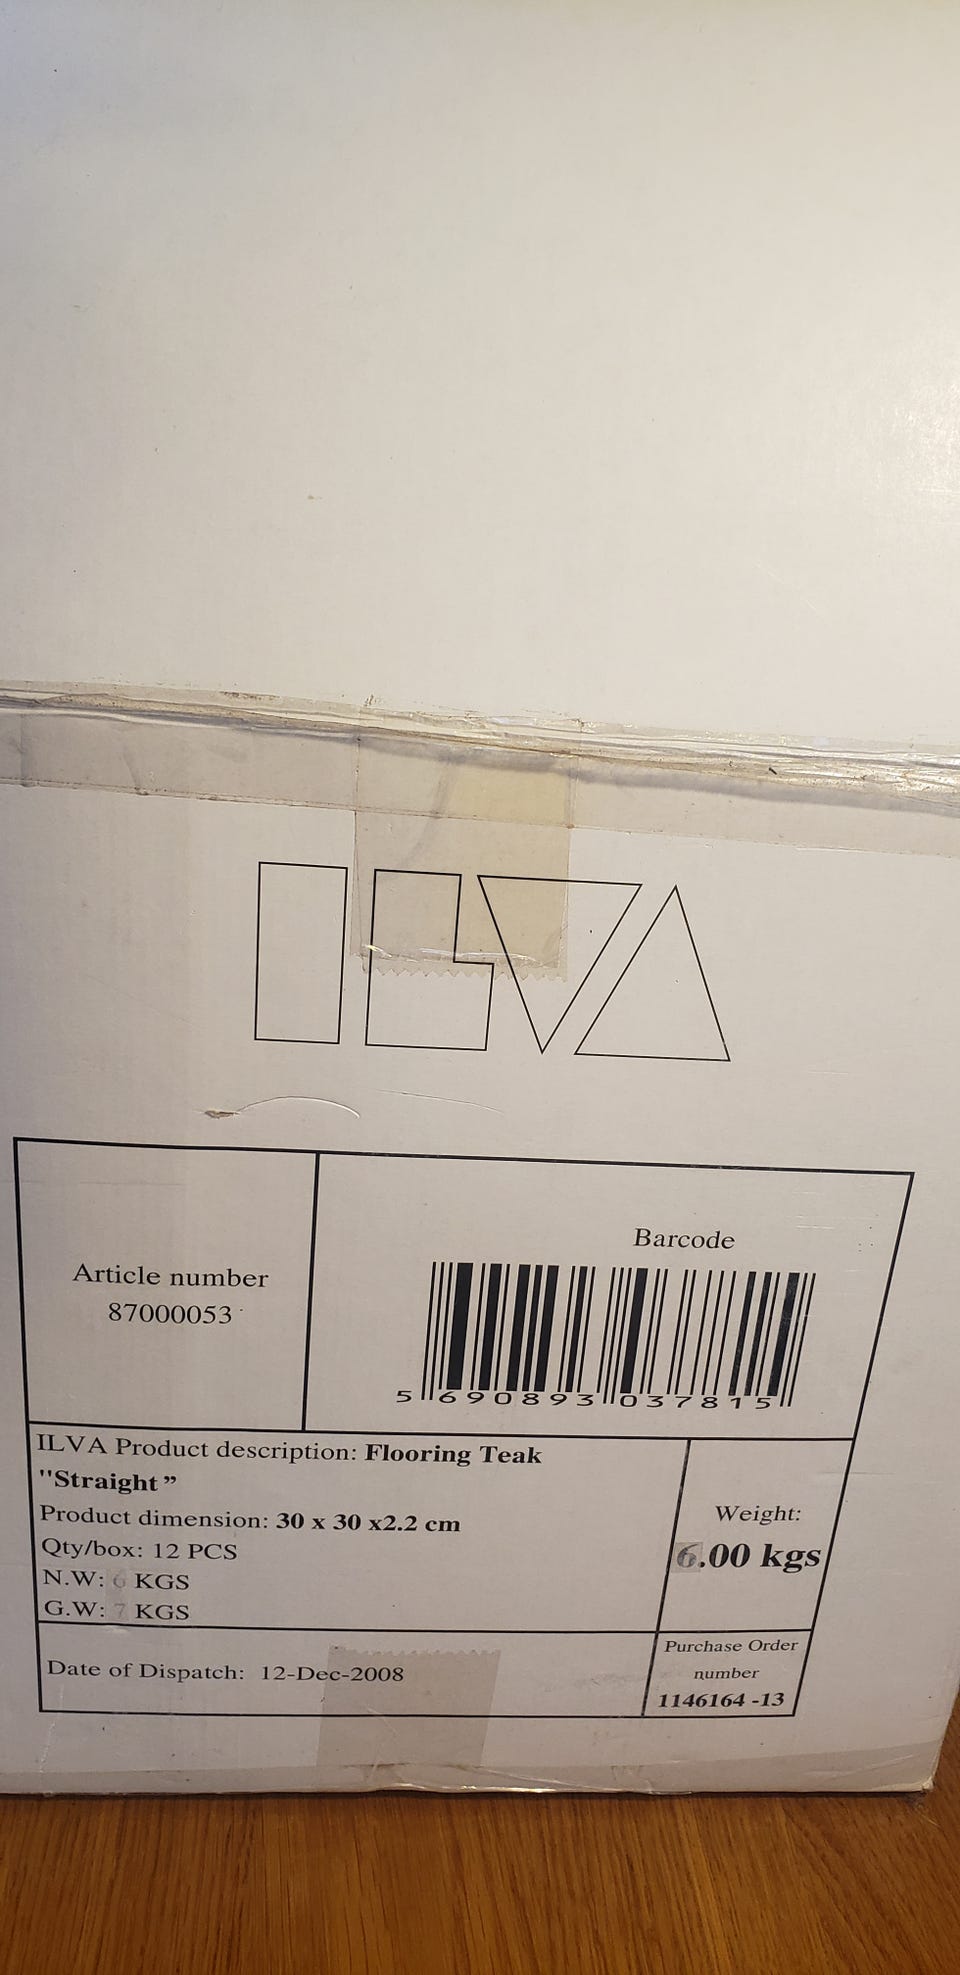 ILVA
Article number
87000053
Barcode
5 690893 037815
ILVA Product description: Flooring Teak
"Straight”
Product dimension: 30 x 30 x2.2 cm
Qty/box: 12 PCS
N.W: 6 KGS
G.W: 7 KGS
Weight:
6.00 kgs
Date of Dispatch: 12-Dec-2008
Purchase Order
number
1146164 -13